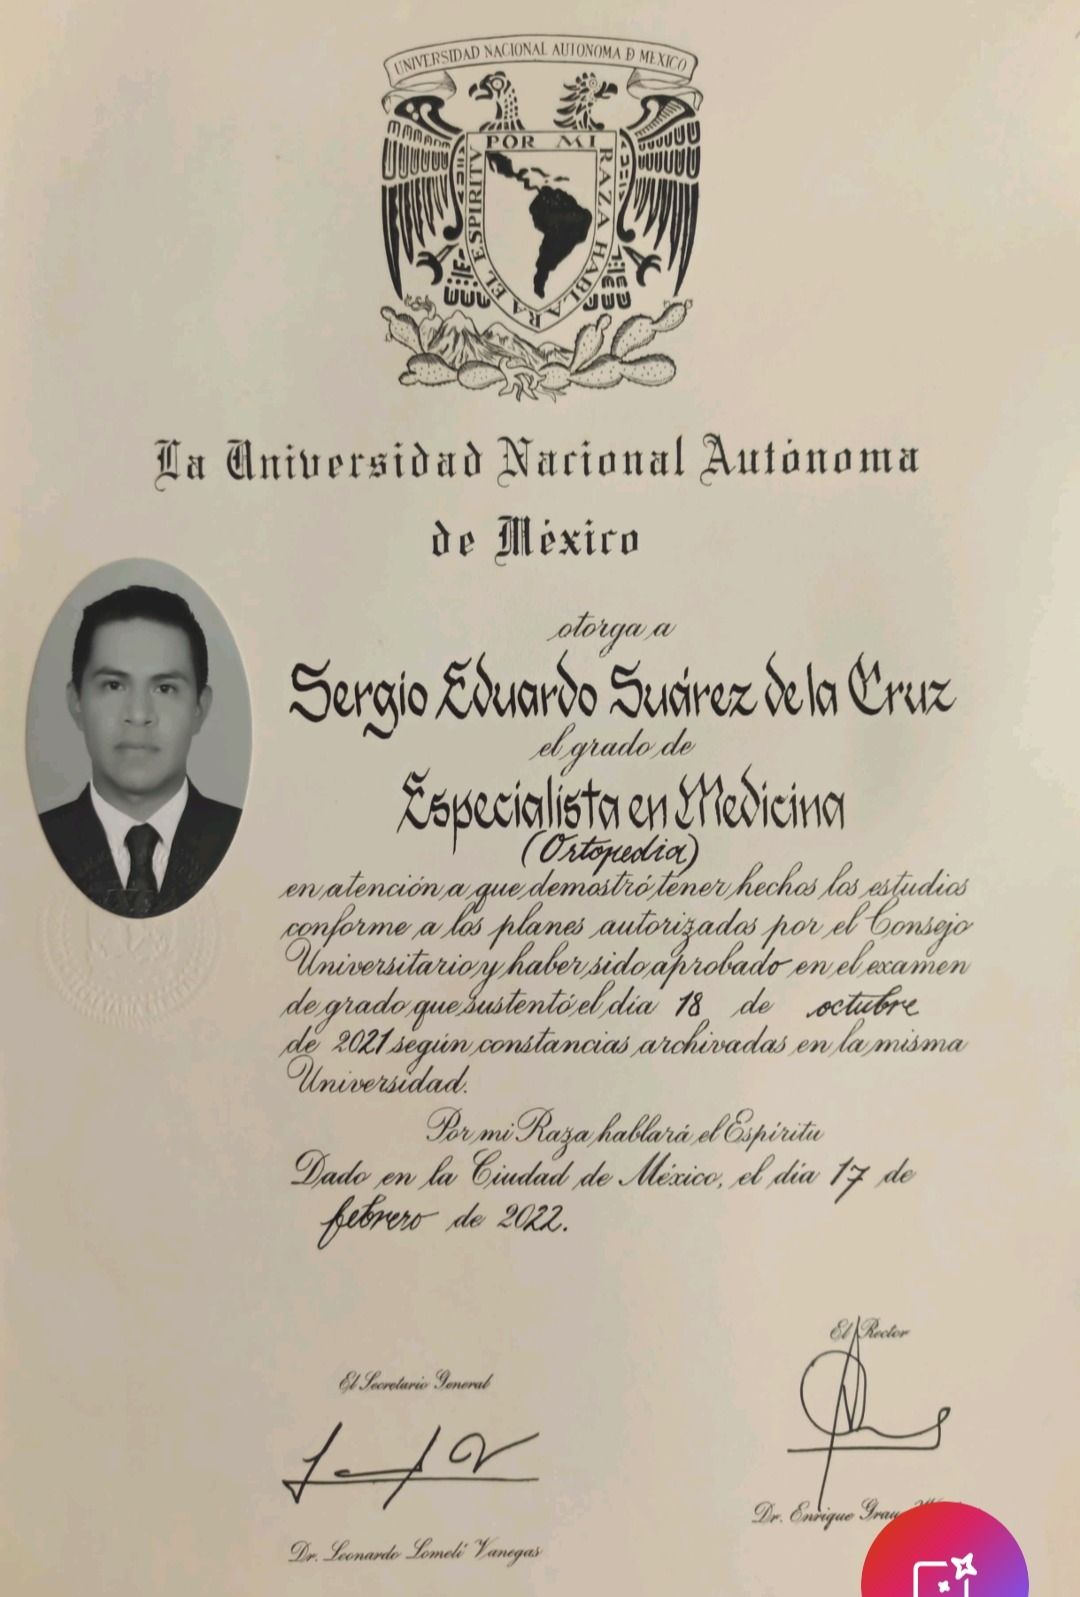 UNIVERSIDAD NACIONAL AUTONOMA D MEXICO
POR MI RAZA HABLARA EL ESPIRITU
La Universidad Nacional Autónoma
de México
otorga a
Sergio Eduardo Suárez de la Cruz
el grado de
Especialista en Medicina
(Ortopedia)
en atención a que demostró tener hechos los estudios
conforme a los planes autorizados por el Consejo
Universitario y haber sido aprobado en el examen
de grado que sustentó el día 18 de octubre
de 2021 según constancias archivadas en la misma
Universidad.
Por mi Raza hablará el Espíritu
Dado en la Ciudad de México, el día 17 de
febrero de 2022.
El Rector
El Secretario General
Dr. Enrique Grau
Dr. Leonardo Lomelí Vanegas